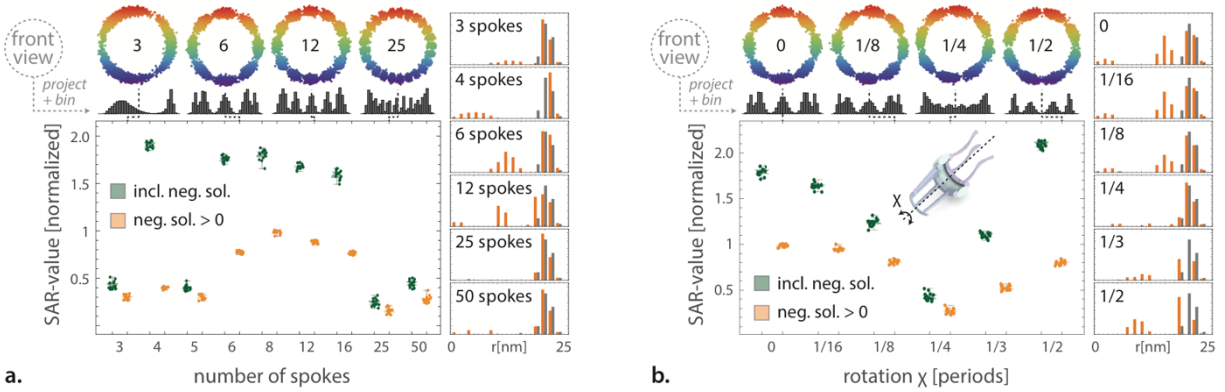 front
view
project
+ bin
3
6
12
25
SAR-value [normalized]
2.0
1.5
1
0.5
incl. neg. sol.
neg. sol. > 0
3
4
5
6
8
12
16
25
50
number of spokes
a.
3 spokes
4 spokes
6 spokes
12 spokes
25 spokes
50 spokes
0
r[nm]
25
front
view
project
+ bin
0
1/8
1/4
1/2
SAR-value [normalized]
2.0
1.5
1
0.5
χ
incl. neg. sol.
neg. sol. > 0
0
1/16
1/8
1/4
1/3
1/2
rotation χ [periods]
b.
0
1/16
1/8
1/4
1/3
1/2
0
r[nm]
25